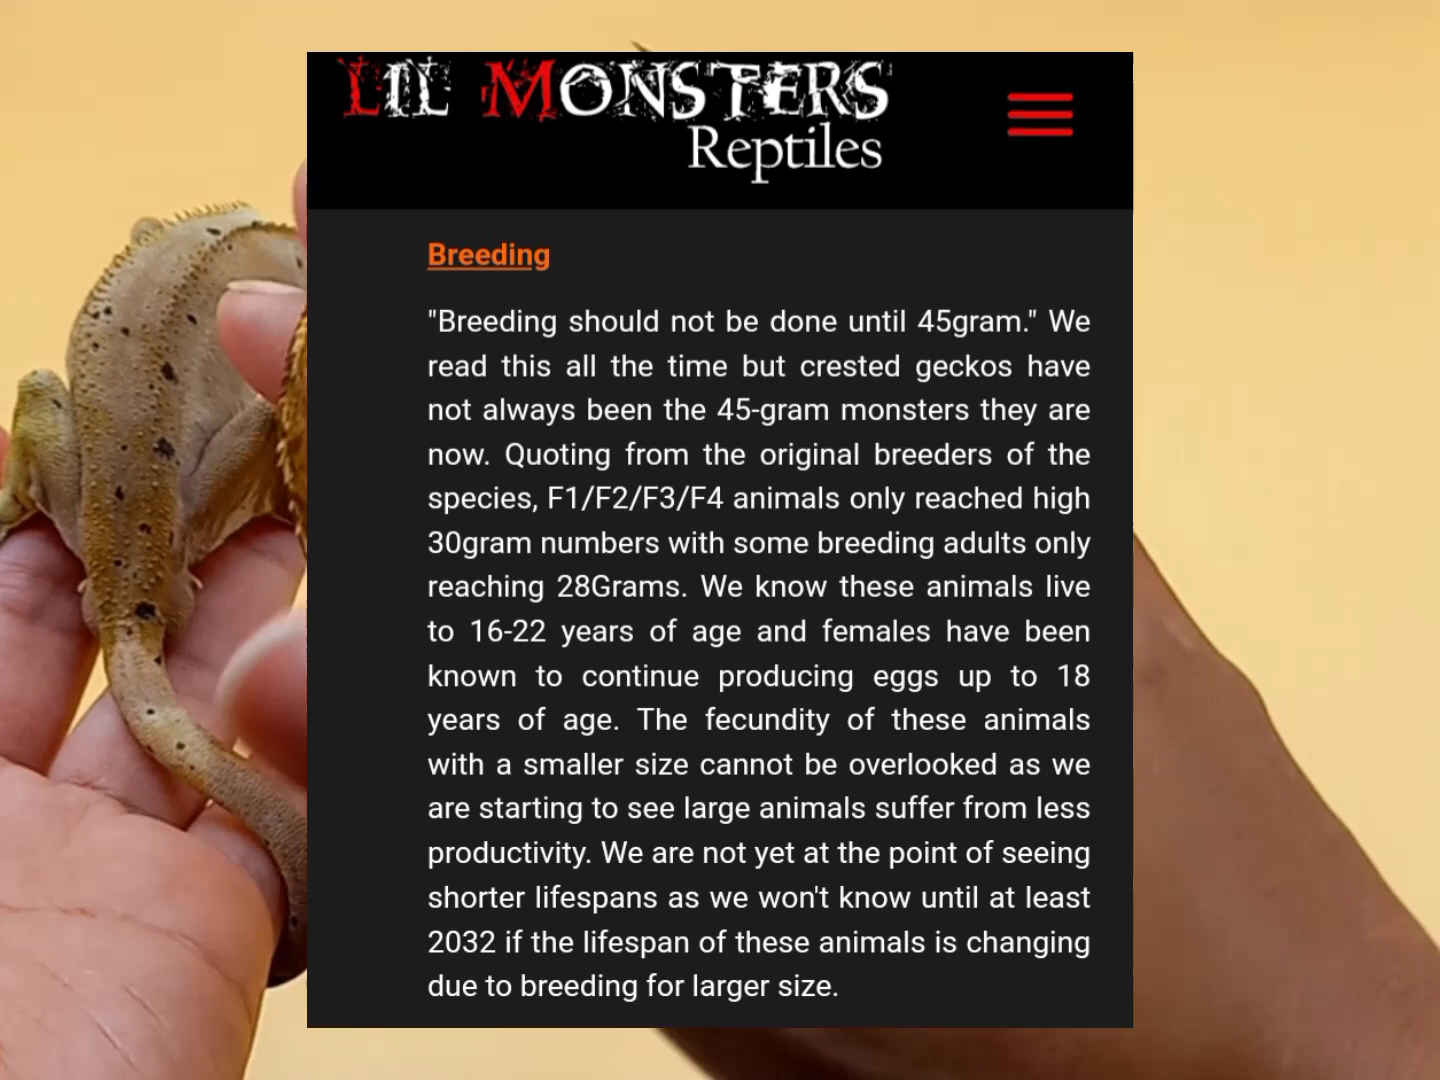 LIL MONSTERS
Reptiles
Breeding
"Breeding should not be done until 45gram." We
read this all the time but crested geckos have
not always been the 45-gram monsters they are
now. Quoting from the original breeders of the
species, F1/F2/F3/F4 animals only reached high
30gram numbers with some breeding adults only
reaching 28Grams. We know these animals live
to 16-22 years of age and females have been
known to continue producing eggs up to 18
years of age. The fecundity of these animals
with a smaller size cannot be overlooked as we
are starting to see large animals suffer from less
productivity. We are not yet at the point of seeing
shorter lifespans as we won't know until at least
2032 if the lifespan of these animals is changing
due to breeding for larger size.